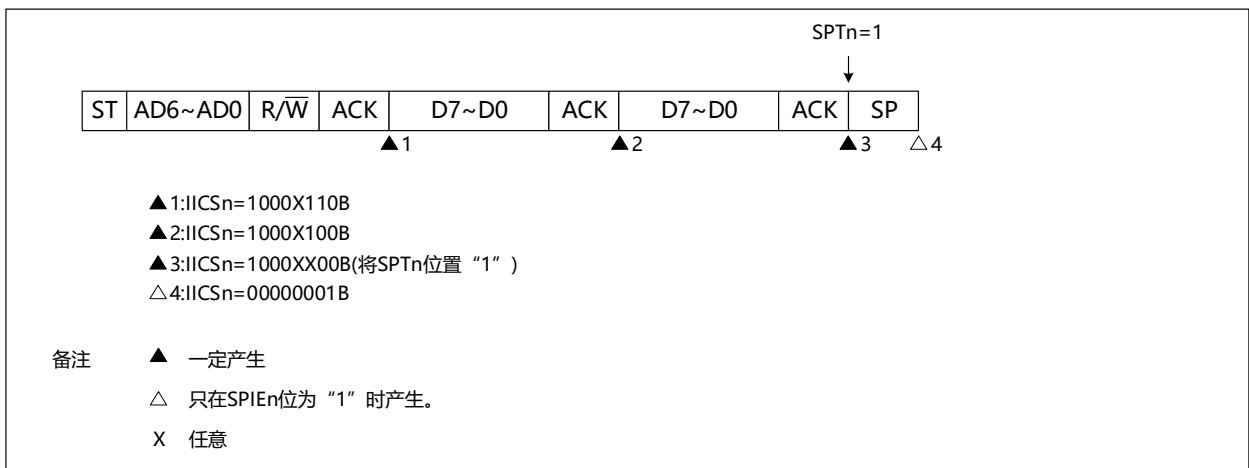 SPTn=1
ST AD6~AD0 R/W̅ ACK D7~D0 ACK D7~D0 ACK SP
▲1 ▲2 ▲3 △4
▲1:IICSn=1000X110B
▲2:IICSn=1000X100B
▲3:IICSn=1000XX00B(将SPTn位置“1”)
△4:IICSn=00000001B
备注 ▲ 一定产生
△ 只在SPIEn位为“1”时产生。
X 任意